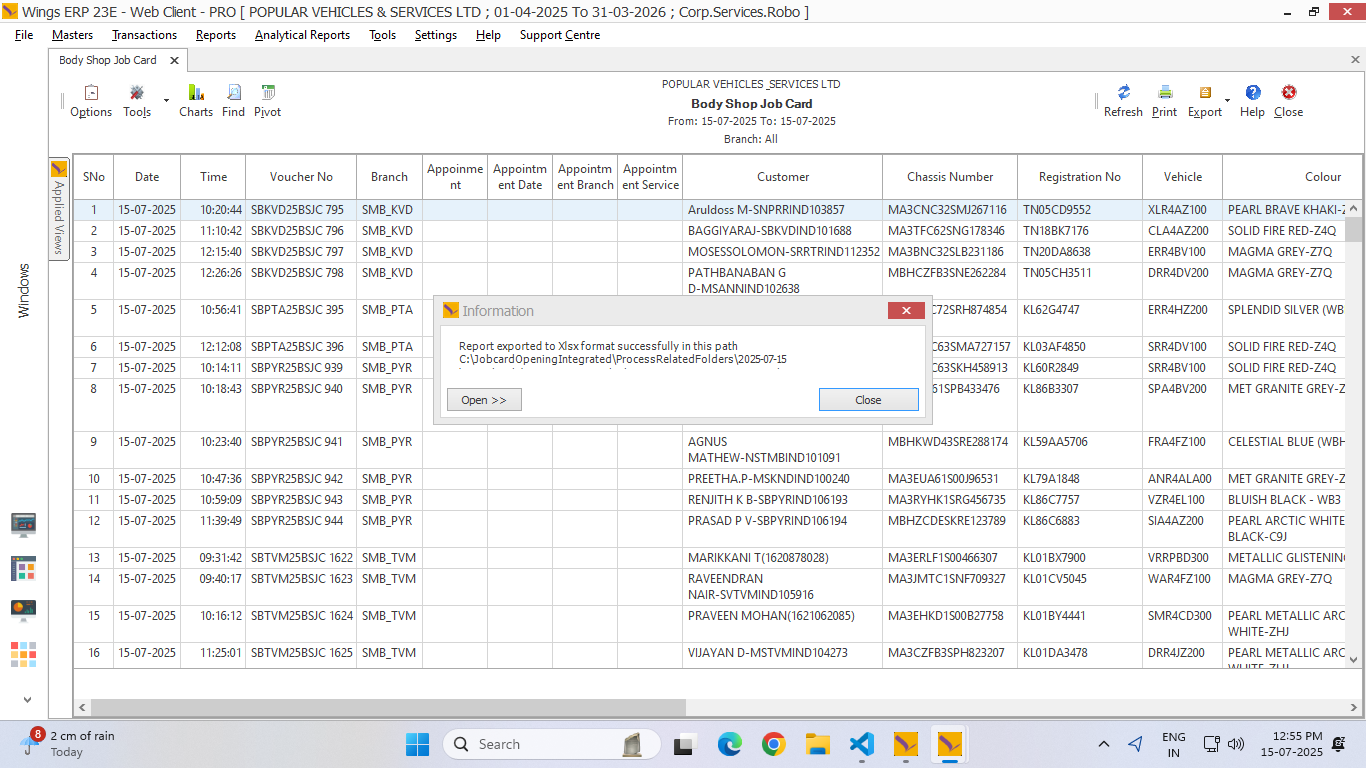 Wings ERP 23E - Web Client - PRO [ POPULAR VEHICLES & SERVICES LTD ; 01-04-2025 To 31-03-2026 ; Corp.Services.Robo ]
File Masters Transactions Reports Analytical Reports Tools Settings Help Support Centre
Body Shop Job Card
Options Tools Charts Find Pivot
POPULAR VEHICLES_SERVICES LTD
Body Shop Job Card
From: 15-07-2025 To: 15-07-2025
Branch: All
Refresh Print Export Help Close
Windows
Applied Views
SNo Date Time Voucher No Branch Appoinment Appointment Date Appointment Branch Appointment Service Customer Chassis Number Registration No Vehicle Colour
1 15-07-2025 10:20:44 SBKVD25BSJC 795 SMB_KVD Aruldoss M-SNPRRIND103857 MA3CNC32SMJ267116 TN05CD9552 XLR4AZ100 PEARL BRAVE KHAKI-Z
2 15-07-2025 11:10:42 SBKVD25BSJC 796 SMB_KVD BAGGIYARAJ-SBKVDIND101688 MA3TFC62SNG178346 TN18BK7176 CLA4AZ200 SOLID FIRE RED-Z4Q
3 15-07-2025 12:15:40 SBKVD25BSJC 797 SMB_KVD MOSESSOLOMON-SRRTRIND112352 MA3BNC32SLB231186 TN20DA8638 ERR4BV100 MAGMA GREY-Z7Q
4 15-07-2025 12:26:26 SBKVD25BSJC 798 SMB_KVD PATHBANABAN G MBHCZFB3SNE262284 TN05CH3511 DRR4DV200 MAGMA GREY-Z7Q
D-MSANNIND102638
5 15-07-2025 10:56:41 SBPTA25BSJC 395 SMB_PTA C72SRH874854 KL62G4747 ERR4HZ200 SPLENDID SILVER (WB
6 15-07-2025 12:12:08 SBPTA25BSJC 396 SMB_PTA C63SMA727157 KL03AF4850 SRR4DV100 SOLID FIRE RED-Z4Q
7 15-07-2025 10:14:11 SBPYR25BSJC 939 SMB_PYR C63SKH458913 KL60R2849 SRR4BV100 SOLID FIRE RED-Z4Q
8 15-07-2025 10:18:43 SBPYR25BSJC 940 SMB_PYR 61SPB433476 KL86B3307 SPA4BV200 MET GRANITE GREY-Z
Information
Report exported to Xlsx format successfully in this path
C:\JobcardOpeningIntegrated\ProcessRelatedFolders\2025-07-15
Open >> Close
9 15-07-2025 10:23:40 SBPYR25BSJC 941 SMB_PYR AGNUS MBHKWD43SRE288174 KL59AA5706 FRA4FZ100 CELESTIAL BLUE (WBH
MATHEW-NSTMBIND101091
10 15-07-2025 10:47:36 SBPYR25BSJC 942 SMB_PYR PREETHA.P-MSKNDIND100240 MA3EUA61S00J96531 KL79A1848 ANR4ALA00 MET GRANITE GREY-Z
11 15-07-2025 10:59:09 SBPYR25BSJC 943 SMB_PYR RENJITH K B-SBPYRIND106193 MA3RYHK1SRG456735 KL86C7757 VZR4EL100 BLUISH BLACK - WB3
12 15-07-2025 11:39:49 SBPYR25BSJC 944 SMB_PYR PRASAD P V-SBPYRIND106194 MBHZCDESKRE123789 KL86C6883 SIA4AZ200 PEARL ARCTIC WHITE
BLACK-C9J
13 15-07-2025 09:31:42 SBTVM25BSJC 1622 SMB_TVM MARIKKANI T(1620878028) MA3ERLF1S00466307 KL01BX7900 VRRPBD300 METALLIC GLISTENIN
14 15-07-2025 09:40:17 SBTVM25BSJC 1623 SMB_TVM RAVEENDRAN MA3JMTC1SNF709327 KL01CV5045 WAR4FZ100 MAGMA GREY-Z7Q
NAIR-SVTVMIND105916
15 15-07-2025 10:16:12 SBTVM25BSJC 1624 SMB_TVM PRAVEEN MOHAN(1621062085) MA3EHKD1S00B27758 KL01BY4441 SMR4CD300 PEARL METALLIC ARC
WHITE-ZHJ
16 15-07-2025 11:25:01 SBTVM25BSJC 1625 SMB_TVM VIJAYAN D-MSTVMIND104273 MA3CZFB3SPH823207 KL01DA3478 DRR4JZ200 PEARL METALLIC ARC
8
2 cm of rain
Today
Search
ENG
IN
12:55 PM
15-07-2025